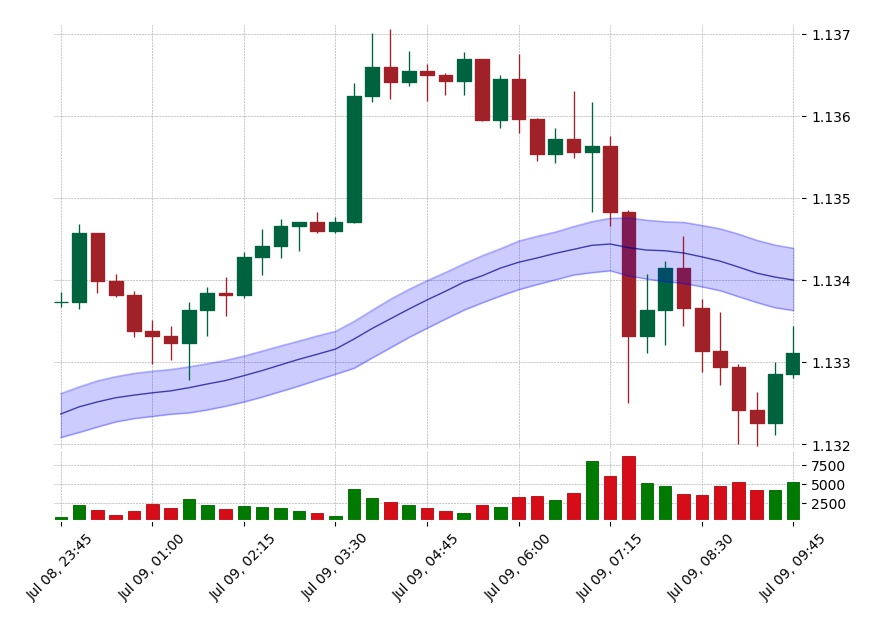 1.137
1.136
1.135
1.134
1.133
1.132
7500
5000
2500
Jul 08, 23:45
Jul 09, 01:00
Jul 09, 02:15
Jul 09, 03:30
Jul 09, 04:45
Jul 09, 06:00
Jul 09, 07:15
Jul 09, 08:30
Jul 09, 09:45